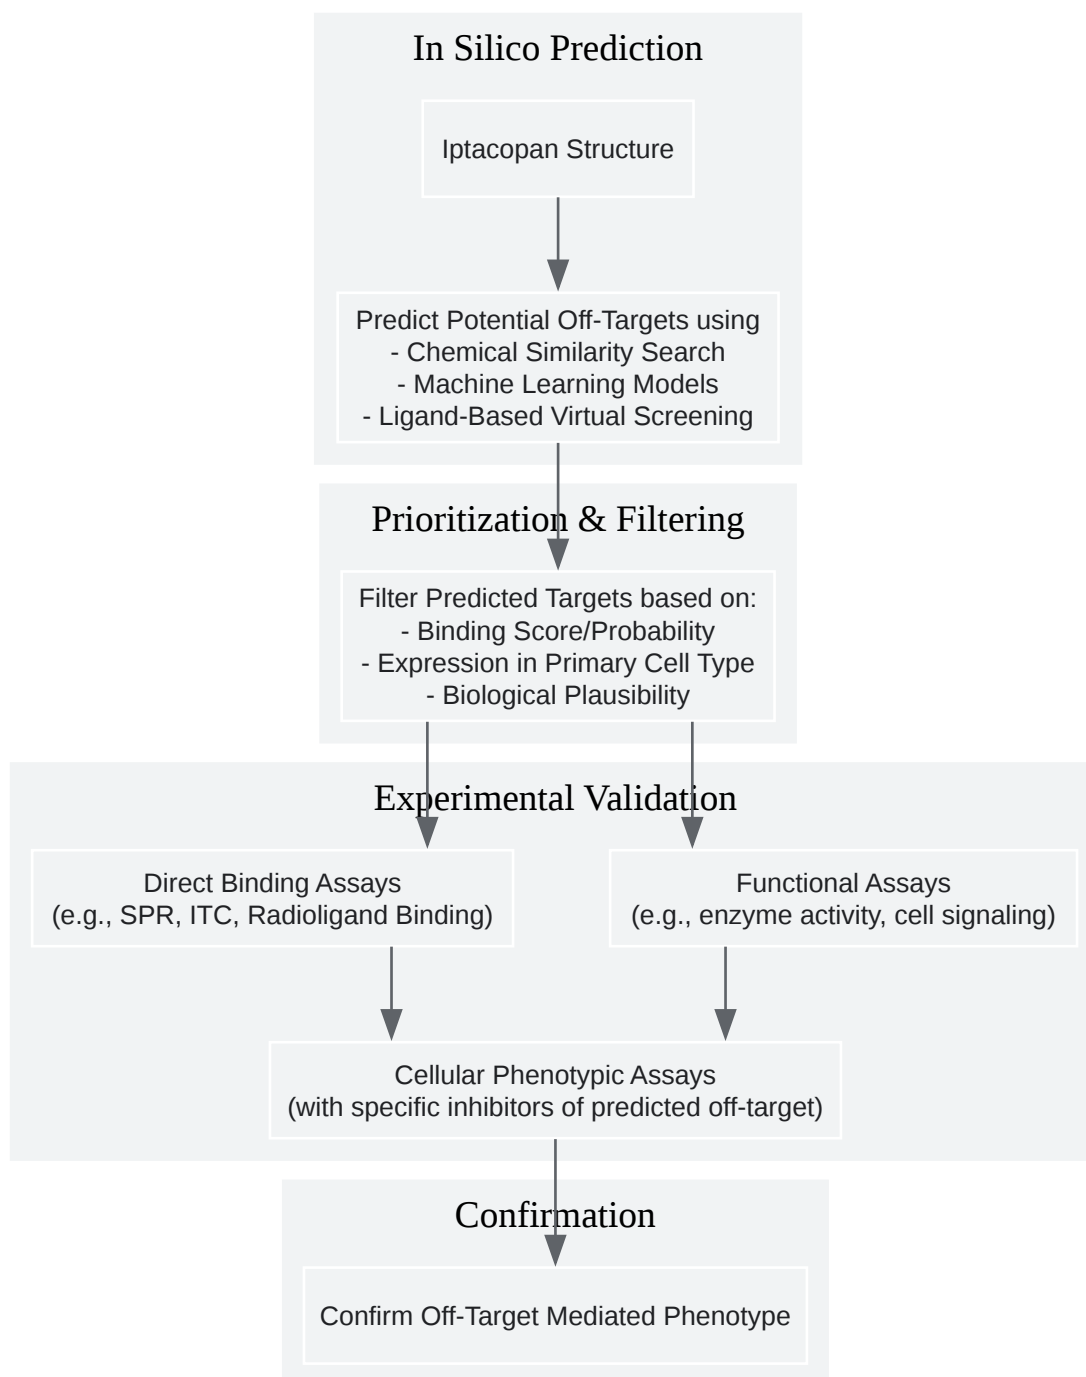 In Silico Prediction
Iptacopan Structure
Predict Potential Off-Targets using
- Chemical Similarity Search
- Machine Learning Models
- Ligand-Based Virtual Screening
Prioritization & Filtering
Filter Predicted Targets based on:
- Binding Score/Probability
- Expression in Primary Cell Type
- Biological Plausibility
Experimental Validation
Direct Binding Assays
(e.g., SPR, ITC, Radioligand Binding)
Functional Assays
(e.g., enzyme activity, cell signaling)
Cellular Phenotypic Assays
(with specific inhibitors of predicted off-target)
Confirmation
Confirm Off-Target Mediated Phenotype